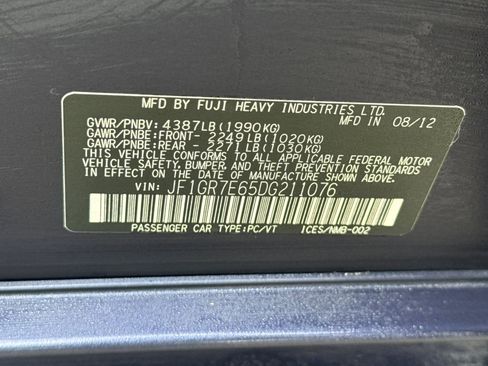 MFD BY FUJI HEAVY INDUSTRIES LTD.
GVWR/PNBV: 4387LB(1990KG) MADE IN 08/12
GAWR/PNBE:FRONT- 2249LB(1020KG)
GAWR/PNBE:REAR - 2271LB(1030KG)
THIS VEHICLE CONFORMS TO ALL APPLICABLE FEDERAL MOTOR
VEHICLE SAFETY, BUMPER, AND THEFT PREVENTION STANDARDS
IN EFFECT ON THE DATE OF MANUFACTURE SHOWN ABOVE.
VIN: JF1GR7E65DG211076
PASSENGER CAR TYPE:PC/VT ICES/NMB-002